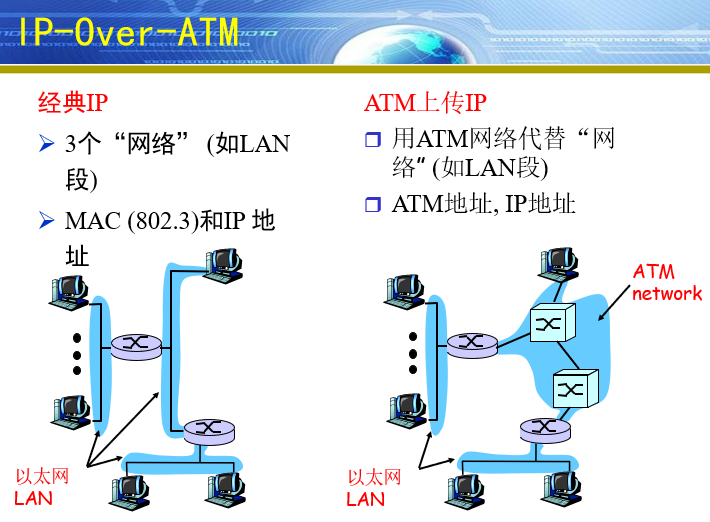 IP-Over-ATM
经典IP
3个“网络” (如LAN
段)
MAC (802.3)和IP 地
址
以太网
LAN
ATM上传IP
用ATM网络代替“网
络” (如LAN段)
ATM地址, IP地址
ATM
network
以太网
LAN